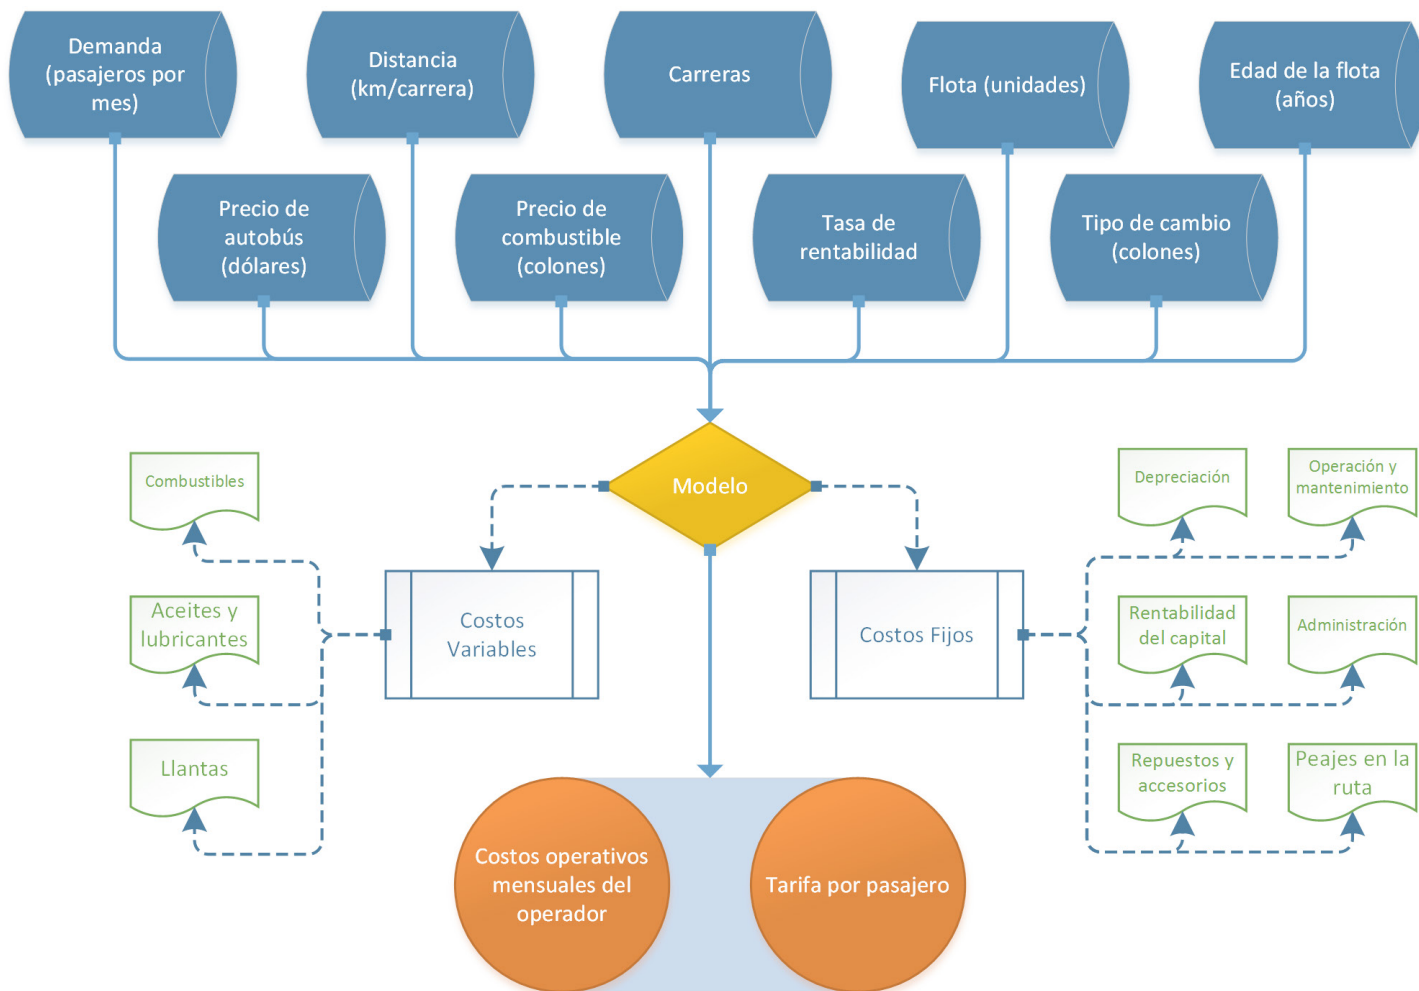 Demanda
(pasajeros por
mes)
Distancia
(km/carrera)
Carreras
Flota (unidades)
Edad de la flota
(años)
Precio de
autobús
(dólares)
Precio de
combustible
(colones)
Tasa de
rentabilidad
Tipo de cambio
(colones)
Modelo
Combustibles
Aceites y
lubricantes
Llantas
Costos
Variables
Costos Fijos
Depreciación
Operación y
mantenimiento
Rentabilidad
del capital
Administración
Repuestos y
accesorios
Peajes en la
ruta
Costos operativos
mensuales del
operador
Tarifa por pasajero